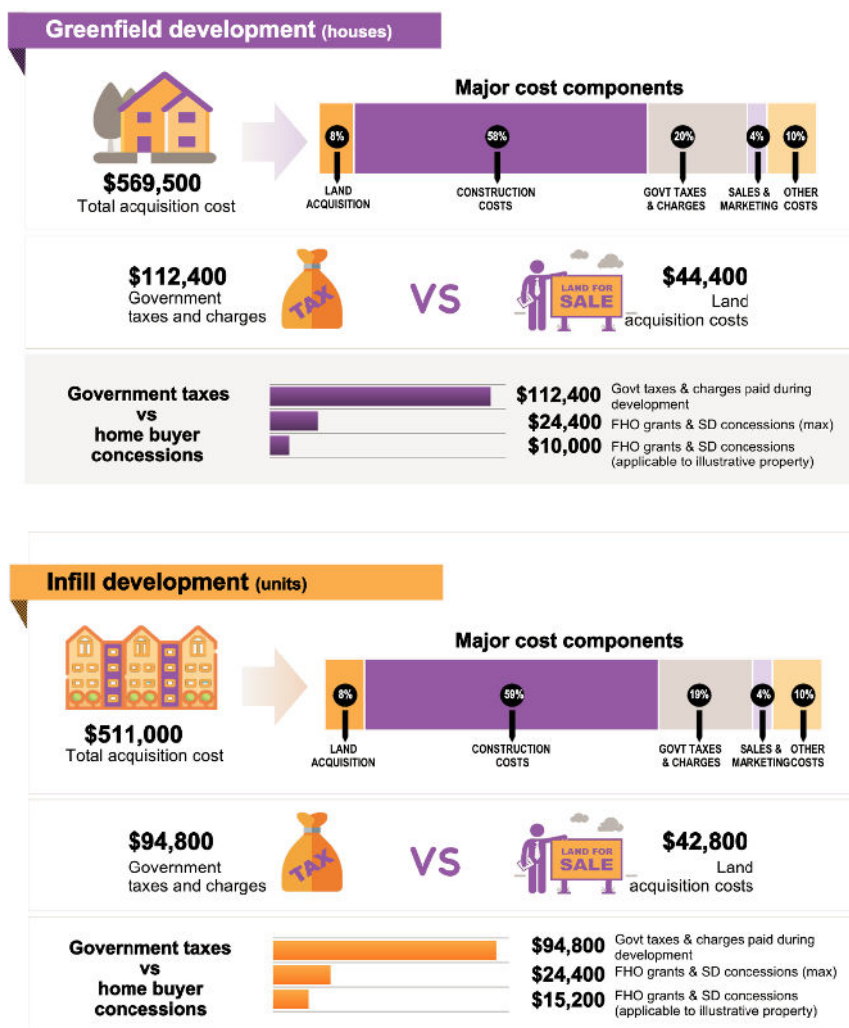 Greenfield development (houses)
Major cost components
8%
58%
20%
4%
10%
LAND
ACQUISITION
CONSTRUCTION
COSTS
GOVT TAXES
& CHARGES
SALES &
MARKETING
OTHER
COSTS
$569,500
Total acquisition cost
$112,400
Government
taxes and charges
TAX
VS
LAND FOR
SALE
$44,400
Land
acquisition costs
Government taxes
vs
home buyer
concessions
$112,400 Govt taxes & charges paid during
development
$24,400 FHO grants & SD concessions (max)
$10,000 FHO grants & SD concessions
(applicable to illustrative property)
Infill development (units)
Major cost components
8%
59%
19%
4%
10%
LAND
ACQUISITION
CONSTRUCTION
COSTS
GOVT TAXES
& CHARGES
SALES &
MARKETING
OTHER
COSTS
$511,000
Total acquisition cost
$94,800
Government
taxes and charges
TAX
VS
LAND FOR
SALE
$42,800
Land
acquisition costs
Government taxes
vs
home buyer
concessions
$94,800 Govt taxes & charges paid during
development
$24,400 FHO grants & SD concessions (max)
$15,200 FHO grants & SD concessions
(applicable to illustrative property)